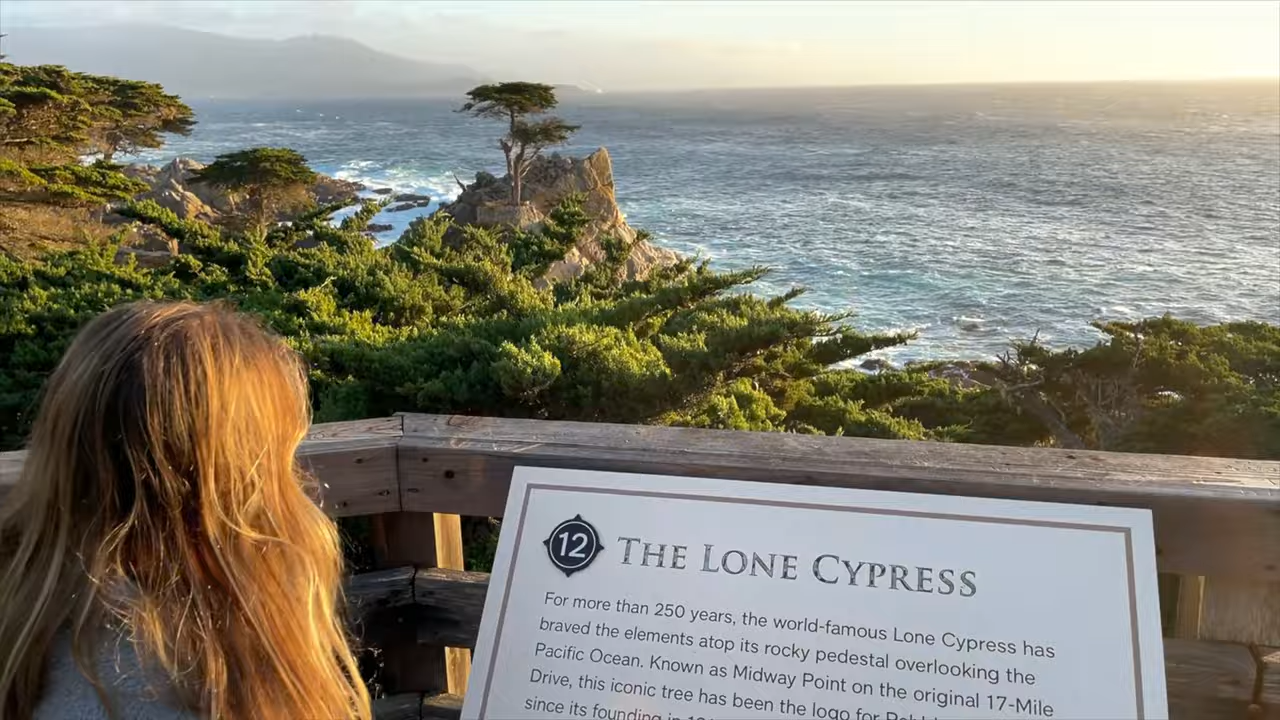 12
THE LONE CYPRESS
For more than 250 years, the world-famous Lone Cypress has
braved the elements atop its rocky pedestal overlooking the
Pacific Ocean. Known as Midway Point on the original 17-Mile
Drive, this iconic tree has been the logo for
since its founding in